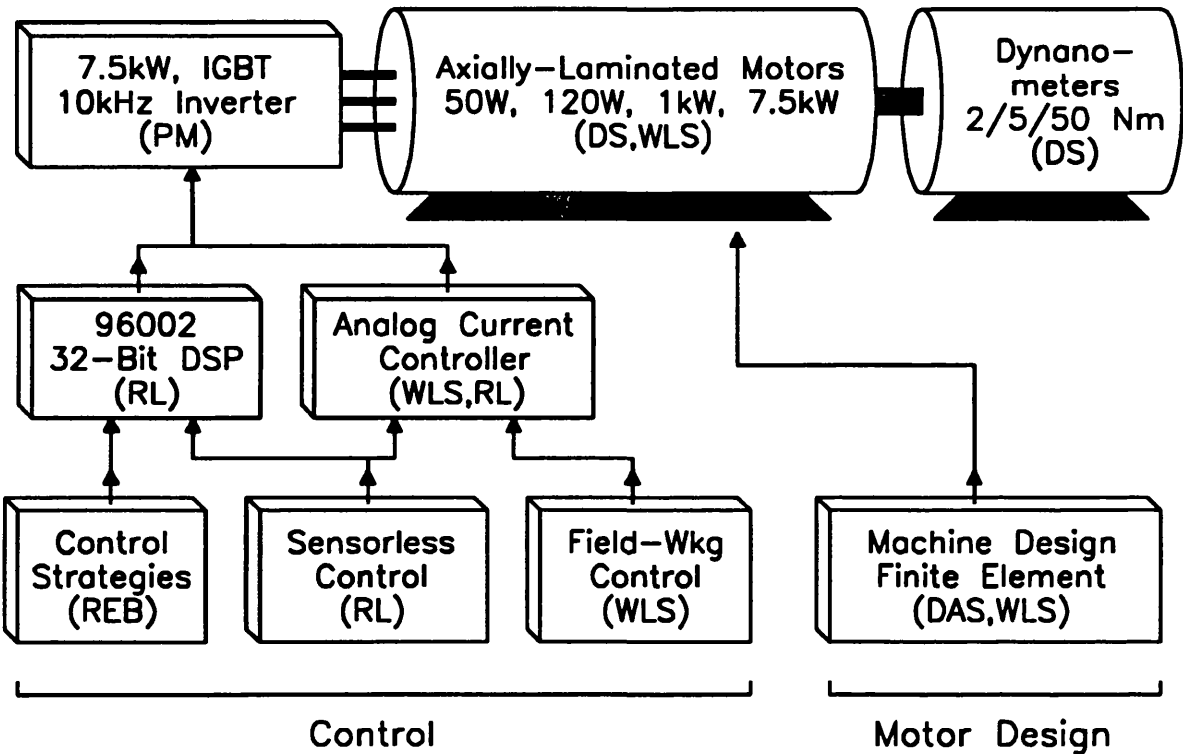 7.5kW, IGBT
10kHz Inverter
(PM)
Axially-Laminated Motors
50W, 120W, 1kW, 7.5kW
(DS,WLS)
Dynano-
meters
2/5/50 Nm
(DS)
96002
32-Bit DSP
(RL)
Analog Current
Controller
(WLS,RL)
Control
Strategies
(REB)
Sensorless
Control
(RL)
Field-Wkg
Control
(WLS)
Machine Design
Finite Element
(DAS,WLS)
Control
Motor Design